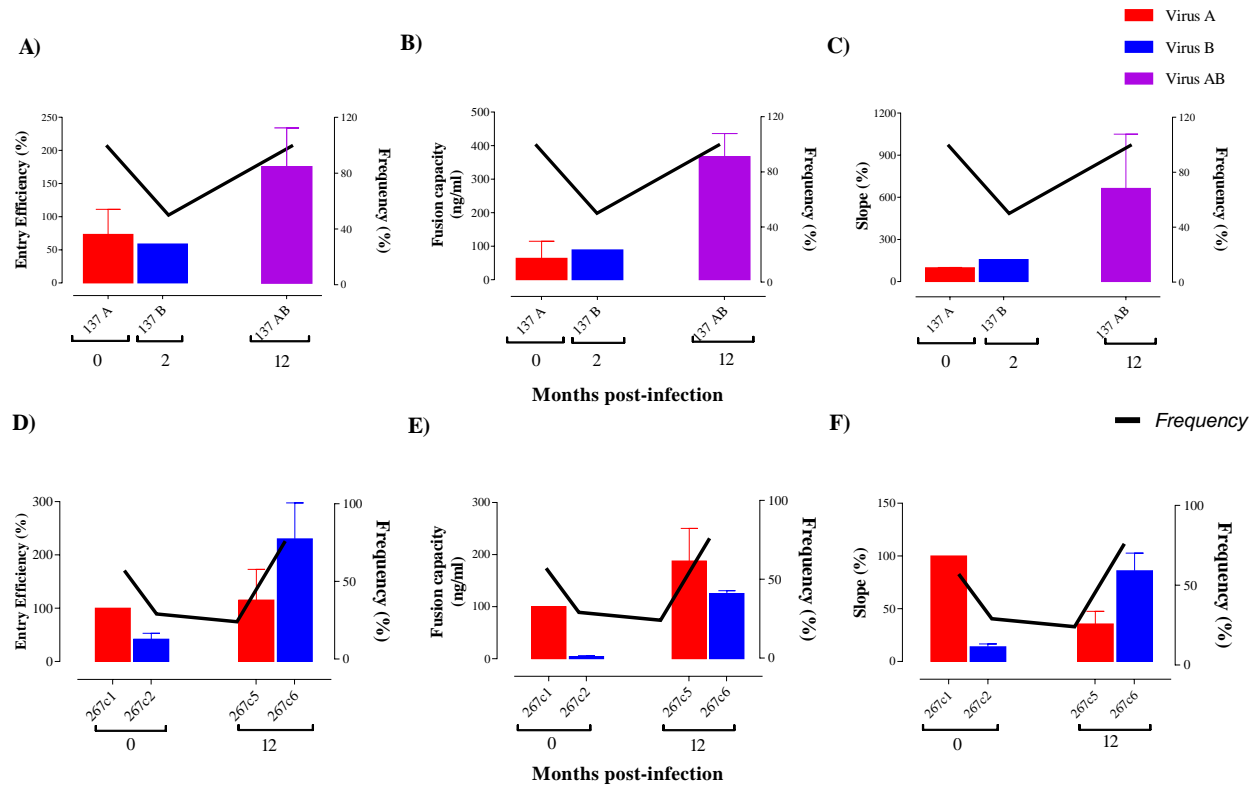 Virus A
Virus B
Virus AB
A)
Entry Efficiency (%)
250
200
150
100
50
0
120
80
40
0
Frequency (%)
137 A
137 B
137 AB
0
2
12
B)
Fusion capacity
(ng/ml)
500
400
300
200
100
0
120
80
40
0
Frequency (%)
137 A
137 B
137 AB
0
2
12
C)
Slope (%)
1200
900
600
300
0
120
80
40
0
Frequency (%)
137 A
137 B
137 AB
0
2
12
Months post-infection
D)
Entry Efficiency (%)
300
200
100
0
100
50
0
Frequency (%)
267c1
267c2
267c5
267c6
0
12
E)
Fusion capacity
(ng/ml)
300
200
100
0
100
50
0
Frequency (%)
267c1
267c2
267c5
267c6
0
12
F)
Frequency
Slope (%)
150
100
50
0
100
50
0
Frequency (%)
267c1
267c2
267c5
267c6
0
12
Months post-infection